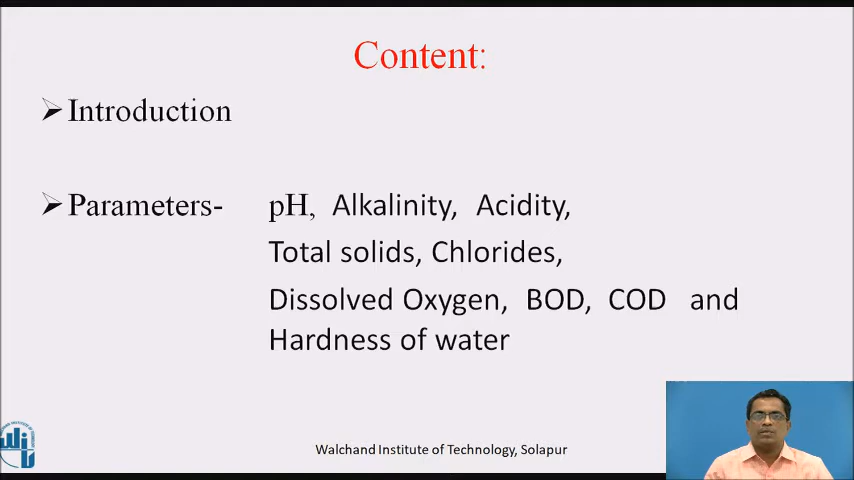 Content:
➢Introduction
➢Parameters- pH, Alkalinity, Acidity,
Total solids, Chlorides,
Dissolved Oxygen, BOD, COD and
Hardness of water
Walchand Institute of Technology, Solapur